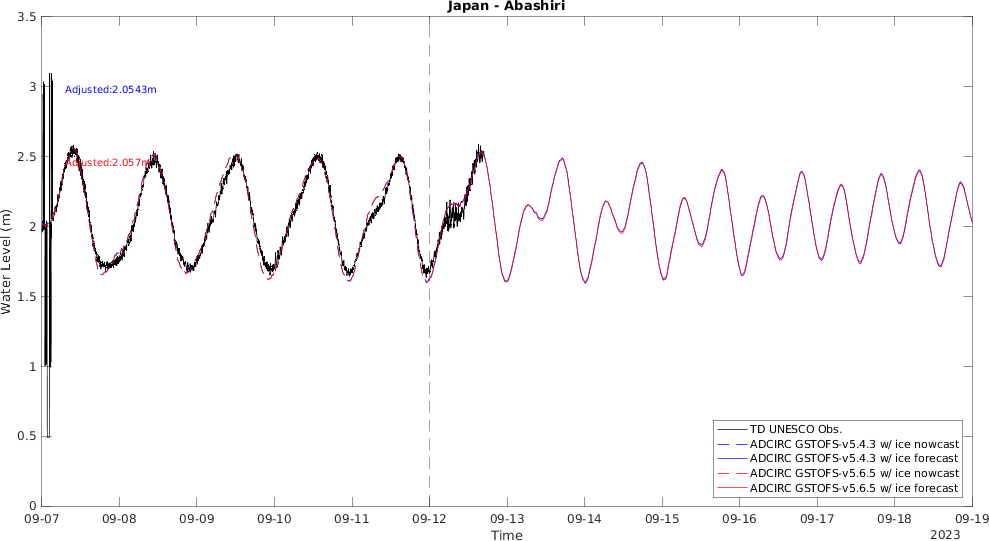 Japan - Abashiri
3.5
3
2.5
2
1.5
1
0.5
0
Water Level (m)
Adjusted:2.0543m
Adjusted:2.057m
TD UNESCO Obs.
ADCIRC GSTOFS-v5.4.3 w/ ice nowcast
ADCIRC GSTOFS-v5.4.3 w/ ice forecast
ADCIRC GSTOFS-v5.6.5 w/ ice nowcast
ADCIRC GSTOFS-v5.6.5 w/ ice forecast
09-07 09-08 09-09 09-10 09-11 09-12 09-13 09-14 09-15 09-16 09-17 09-18 09-19
Time
2023